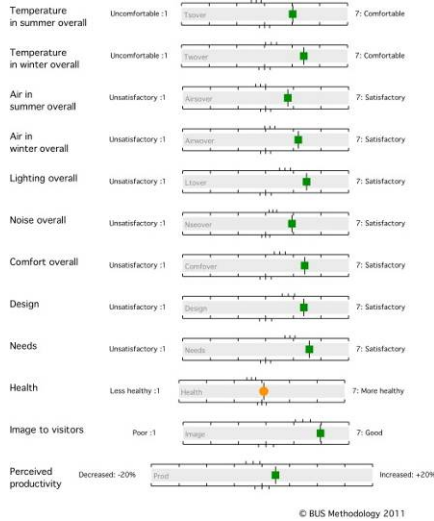 Temperature
in summer overall
Uncomfortable :1 Tsover 7: Comfortable
Temperature
in winter overall
Uncomfortable :1 Twover 7: Comfortable
Air in
summer overall
Unsatisfactory :1 Airsover 7: Satisfactory
Air in
winter overall
Unsatisfactory :1 Airwover 7: Satisfactory
Lighting overall Unsatisfactory :1 Ltover 7: Satisfactory
Noise overall Unsatisfactory :1 Nseover 7: Satisfactory
Comfort overall Unsatisfactory :1 Comfover 7: Satisfactory
Design Unsatisfactory :1 Design 7: Satisfactory
Needs Unsatisfactory :1 Needs 7: Satisfactory
Health Less healthy :1 Health 7: More healthy
Image to visitors Poor :1 Image 7: Good
Perceived
productivity
Decreased: -20% Prod Increased: +20%
© BUS Methodology 2011